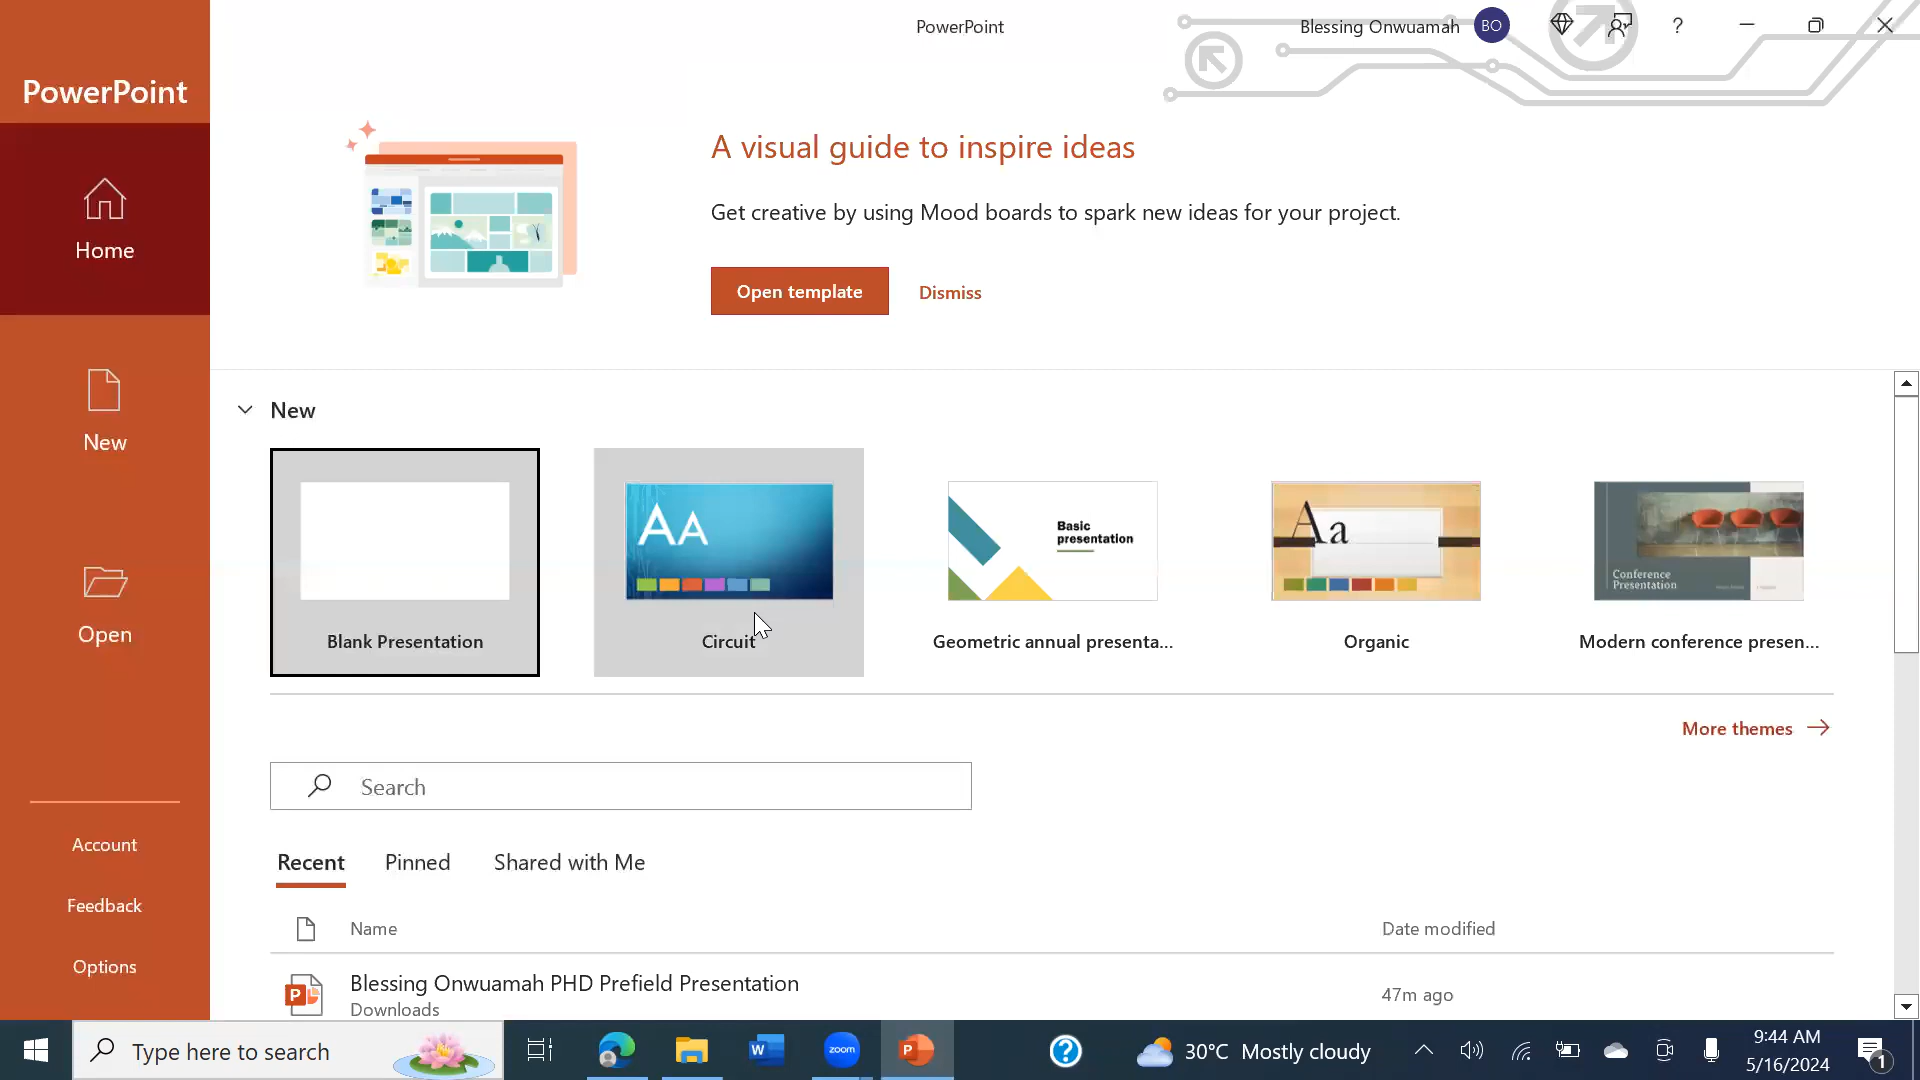 PowerPoint
Blessing Onwuamah BO
?
PowerPoint
Home
New
Open
Account
Feedback
Options
A visual guide to inspire ideas
Get creative by using Mood boards to spark new ideas for your project.
Open template Dismiss
New
Blank Presentation
AA
Circuit
Basic
presentation
Geometric annual presenta...
Aa
Organic
Conference
Presentation
Modern conference presen...
More themes
Search
Recent Pinned Shared with Me
Name Date modified
P Blessing Onwuamah PHD Prefield Presentation
Downloads
47m ago
Type here to search
W
zoom
P
?
30°C Mostly cloudy
9:44 AM
5/16/2024
1